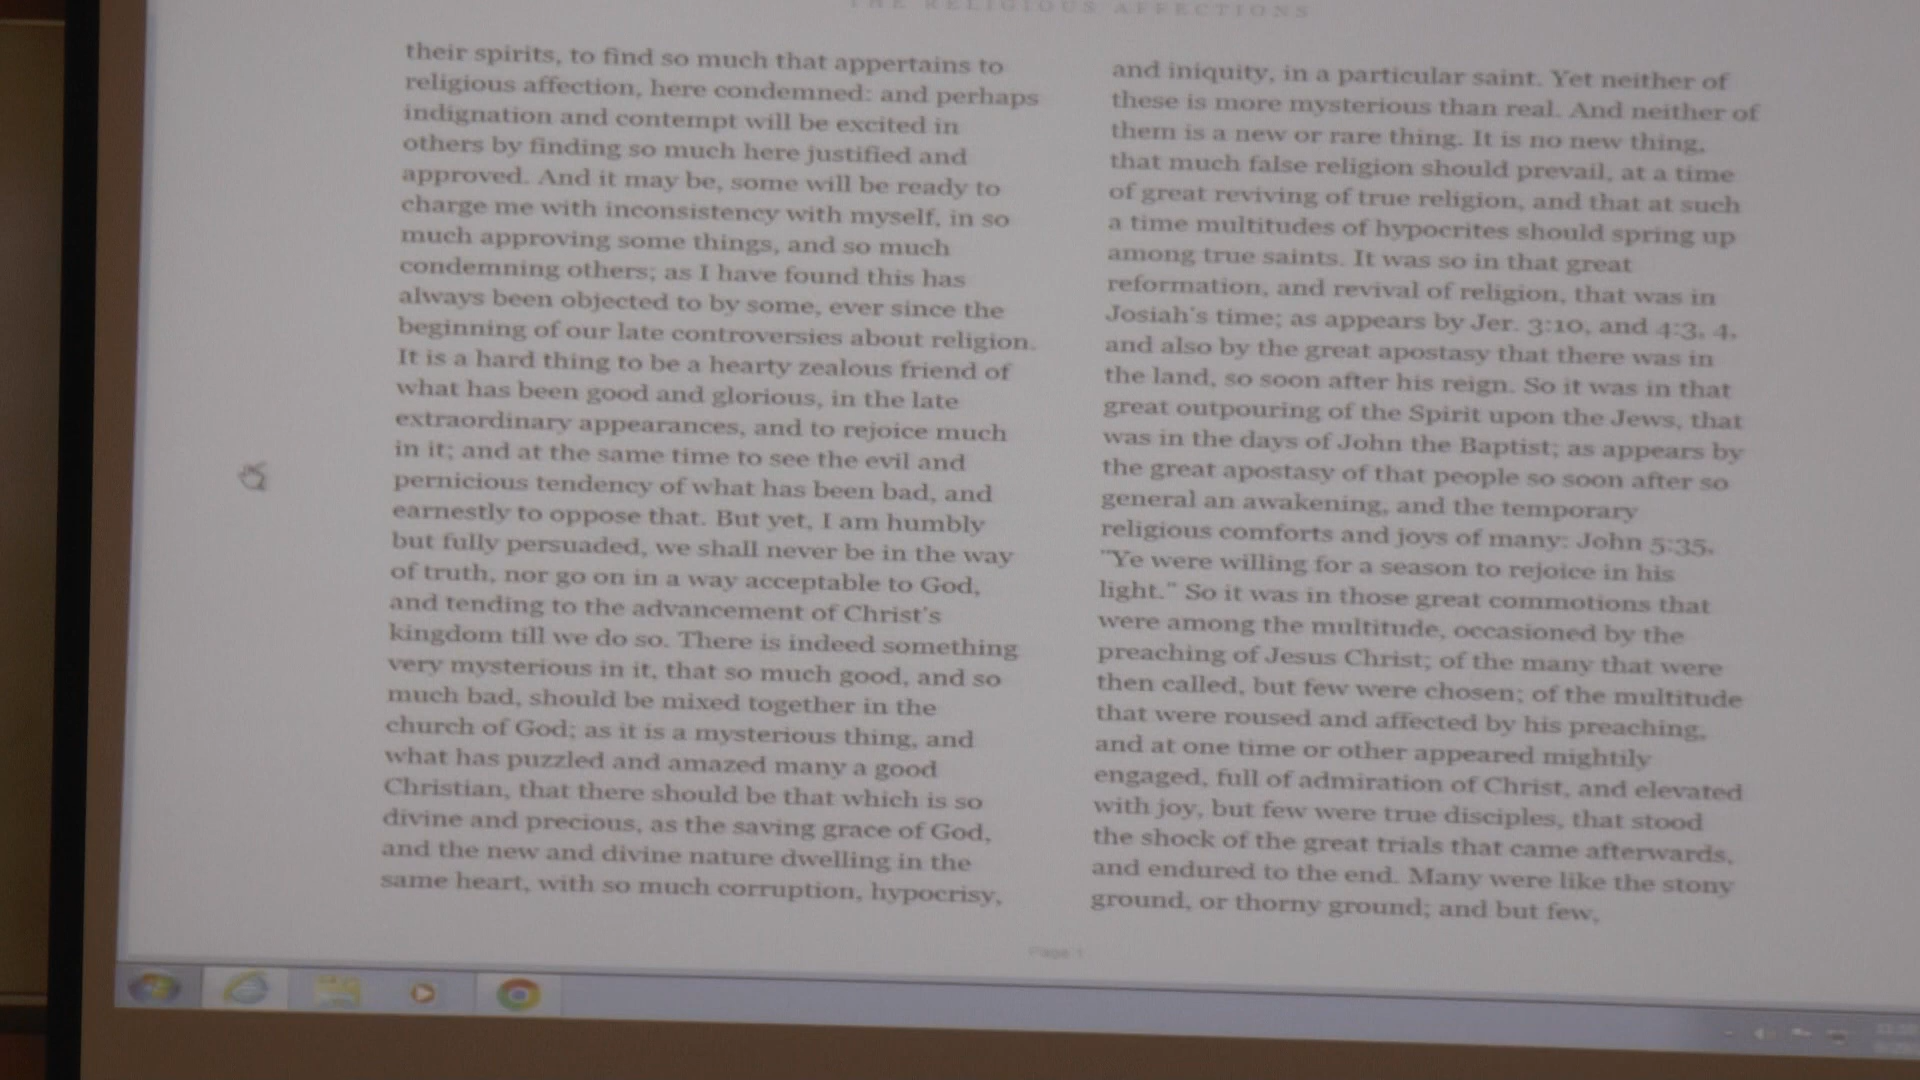 THE RELIGIOUS AFFECTIONS
their spirits, to find so much that appertains to
religious affection, here condemned: and perhaps
indignation and contempt will be excited in
others by finding so much here justified and
approved. And it may be, some will be ready to
charge me with inconsistency with myself, in so
much approving some things, and so much
condemning others; as I have found this has
always been objected to by some, ever since the
beginning of our late controversies about religion.
It is a hard thing to be a hearty zealous friend of
what has been good and glorious, in the late
extraordinary appearances, and to rejoice much
in it; and at the same time to see the evil and
pernicious tendency of what has been bad, and
earnestly to oppose that. But yet, I am humbly
but fully persuaded, we shall never be in the way
of truth, nor go on in a way acceptable to God,
and tending to the advancement of Christ's
kingdom till we do so. There is indeed something
very mysterious in it, that so much good, and so
much bad, should be mixed together in the
church of God; as it is a mysterious thing, and
what has puzzled and amazed many a good
Christian, that there should be that which is so
divine and precious, as the saving grace of God,
and the new and divine nature dwelling in the
same heart, with so much corruption, hypocrisy,
and iniquity, in a particular saint. Yet neither of
these is more mysterious than real. And neither of
them is a new or rare thing. It is no new thing,
that much false religion should prevail, at a time
of great reviving of true religion, and that at such
a time multitudes of hypocrites should spring up
among true saints. It was so in that great
reformation, and revival of religion, that was in
Josiah's time; as appears by Jer. 3:10, and 4:3, 4,
and also by the great apostasy that there was in
the land, so soon after his reign. So it was in that
great outpouring of the Spirit upon the Jews, that
was in the days of John the Baptist; as appears by
the great apostasy of that people so soon after so
general an awakening, and the temporary
religious comforts and joys of many: John 5:35,
"Ye were willing for a season to rejoice in his
light." So it was in those great commotions that
were among the multitude, occasioned by the
preaching of Jesus Christ; of the many that were
then called, but few were chosen; of the multitude
that were roused and affected by his preaching,
and at one time or other appeared mightily
engaged, full of admiration of Christ, and elevated
with joy, but few were true disciples, that stood
the shock of the great trials that came afterwards,
and endured to the end. Many were like the stony
ground, or thorny ground; and but few,
Page